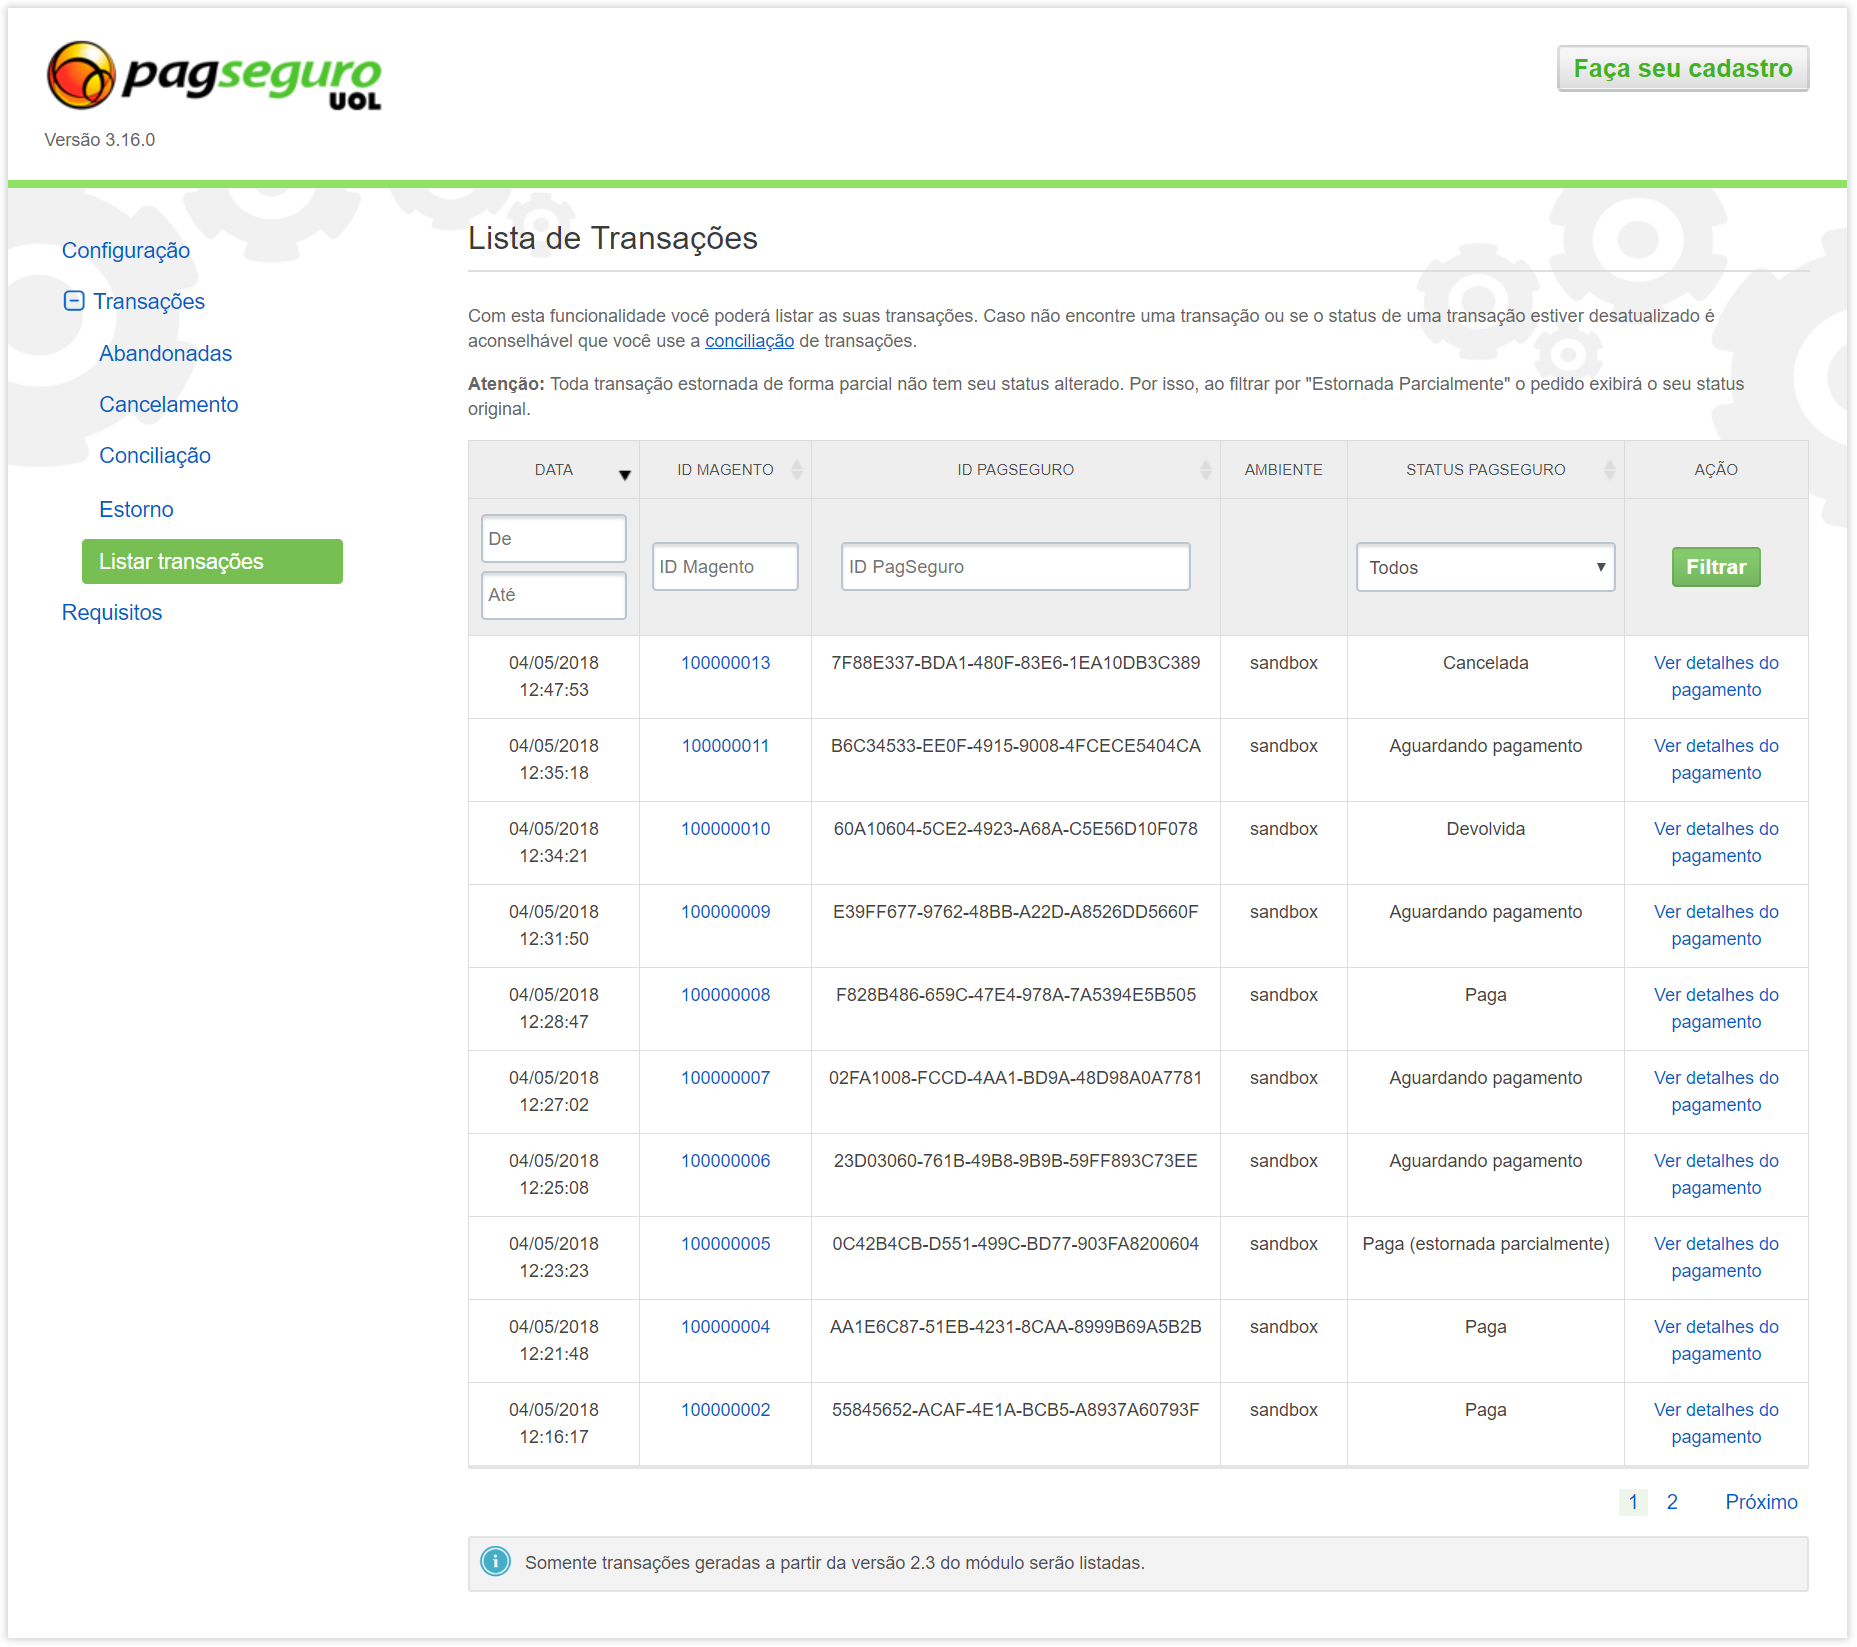 pagseguro
UOL
Faça seu cadastro
Versão 3.16.0
Configuração
Transações
Abandonadas
Cancelamento
Conciliação
Estorno
Listar transações
Requisitos
Lista de Transações
Com esta funcionalidade você poderá listar as suas transações. Caso não encontre uma transação ou se o status de uma transação estiver desatualizado é
aconselhável que você use a conciliação de transações.
Atenção: Toda transação estornada de forma parcial não tem seu status alterado. Por isso, ao filtrar por "Estornada Parcialmente" o pedido exibirá o seu status
original.
DATA ID MAGENTO ID PAGSEGURO AMBIENTE STATUS PAGSEGURO AÇÃO
De
Até
ID Magento ID PagSeguro Todos Filtrar
04/05/2018 100000013 7F88E337-BDA1-480F-83E6-1EA10DB3C389 sandbox Cancelada Ver detalhes do
12:47:53 pagamento
04/05/2018 100000011 B6C34533-EE0F-4915-9008-4FCECE5404CA sandbox Aguardando pagamento Ver detalhes do
12:35:18 pagamento
04/05/2018 100000010 60A10604-5CE2-4923-A68A-C5E56D10F078 sandbox Devolvida Ver detalhes do
12:34:21 pagamento
04/05/2018 100000009 E39FF677-9762-48BB-A22D-A8526DD5660F sandbox Aguardando pagamento Ver detalhes do
12:31:50 pagamento
04/05/2018 100000008 F828B486-659C-47E4-978A-7A5394E5B505 sandbox Paga Ver detalhes do
12:28:47 pagamento
04/05/2018 100000007 02FA1008-FCCD-4AA1-BD9A-48D98A0A7781 sandbox Aguardando pagamento Ver detalhes do
12:27:02 pagamento
04/05/2018 100000006 23D03060-761B-49B8-9B9B-59FF893C73EE sandbox Aguardando pagamento Ver detalhes do
12:25:08 pagamento
04/05/2018 100000005 0C42B4CB-D551-499C-BD77-903FA8200604 sandbox Paga (estornada parcialmente) Ver detalhes do
12:23:23 pagamento
04/05/2018 100000004 AA1E6C87-51EB-4231-8CAA-8999B69A5B2B sandbox Paga Ver detalhes do
12:21:48 pagamento
04/05/2018 100000002 55845652-ACAF-4E1A-BCB5-A8937A60793F sandbox Paga Ver detalhes do
12:16:17 pagamento
1 2 Próximo
Somente transações geradas a partir da versão 2.3 do módulo serão listadas.